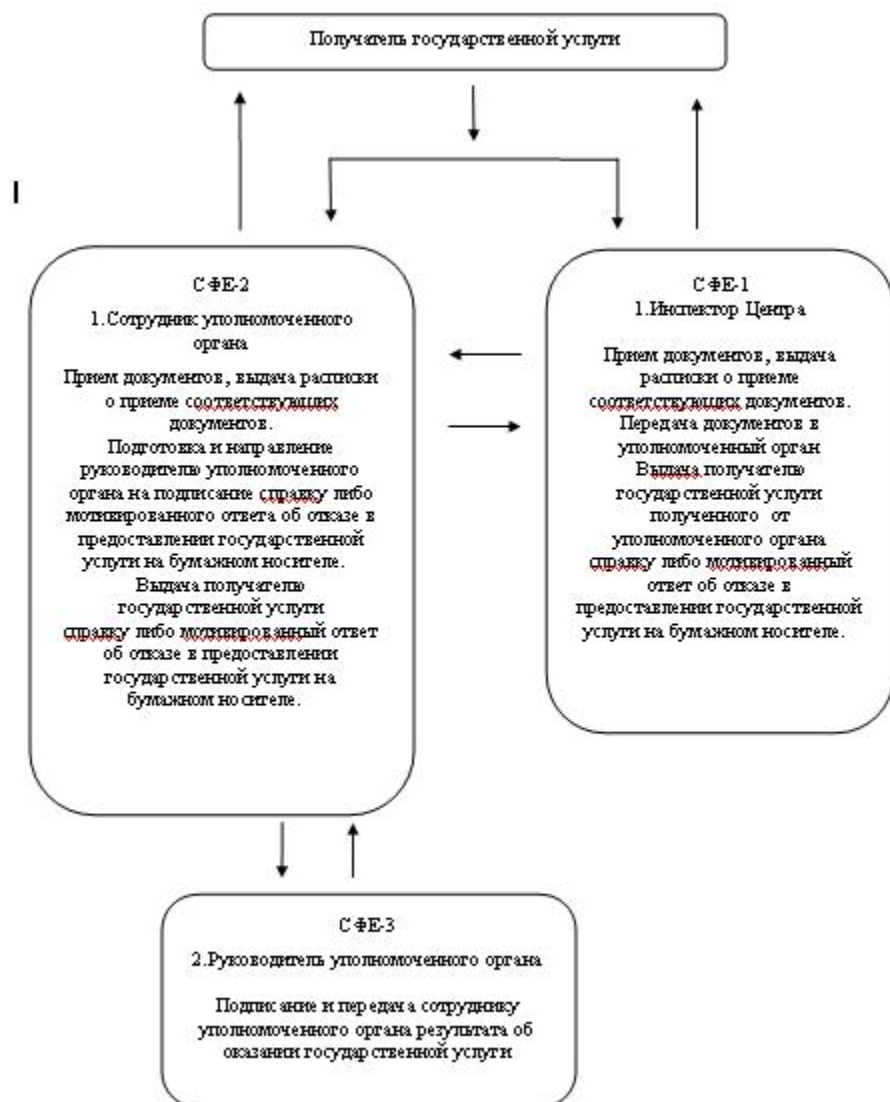 Получатель государственной услуги
I
СФЕ-2
1.Сотрудник уполномоченного
органа
Прием документов, выдача расписки
о приеме соответствующих
документов.
Подготовка и направление
руководителю уполномоченного
органа на подписание справку либо
мотивированного ответа об отказе в
предоставлении государственной
услуги на бумажном носителе.
Выдача получателю
государственной услуги
справку либо мотивированный ответ
об отказе в предоставлении
государственной услуги на
бумажном носителе.
СФЕ-1
1.Инспектор Центра
Прием документов, выдача
расписки о приеме
соответствующих документов.
Передача документов в
уполномоченный орган
Выдача получателю
государственной услуги
полученного от
уполномоченного органа
справку либо мотивированный
ответ об отказе в
предоставлении государственной
услуги на бумажном носителе.
СФЕ-3
2.Руководитель уполномоченного органа
Подписание и передача сотруднику
уполномоченного органа результата об
оказании государственной услуги